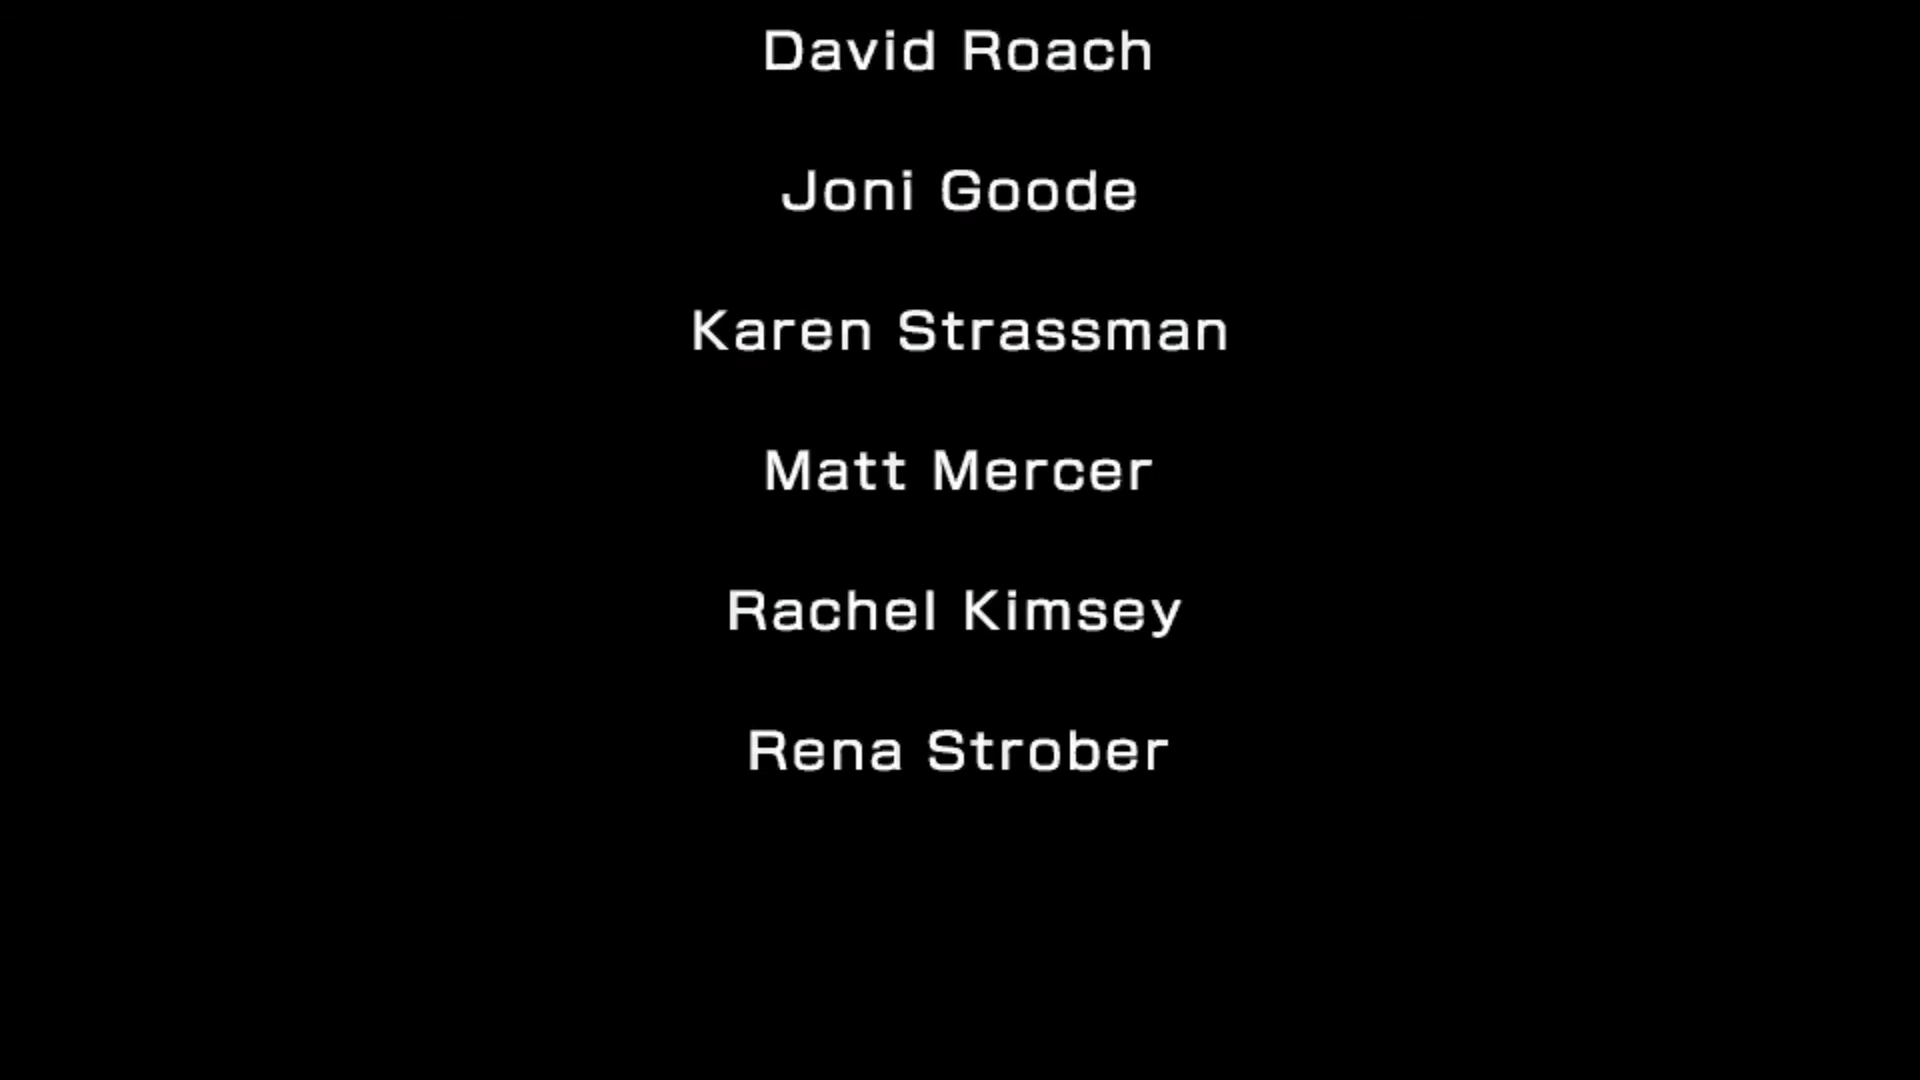 David Roach
Joni Goode
Karen Strassman
Matt Mercer
Rachel Kimsey
Rena Strober